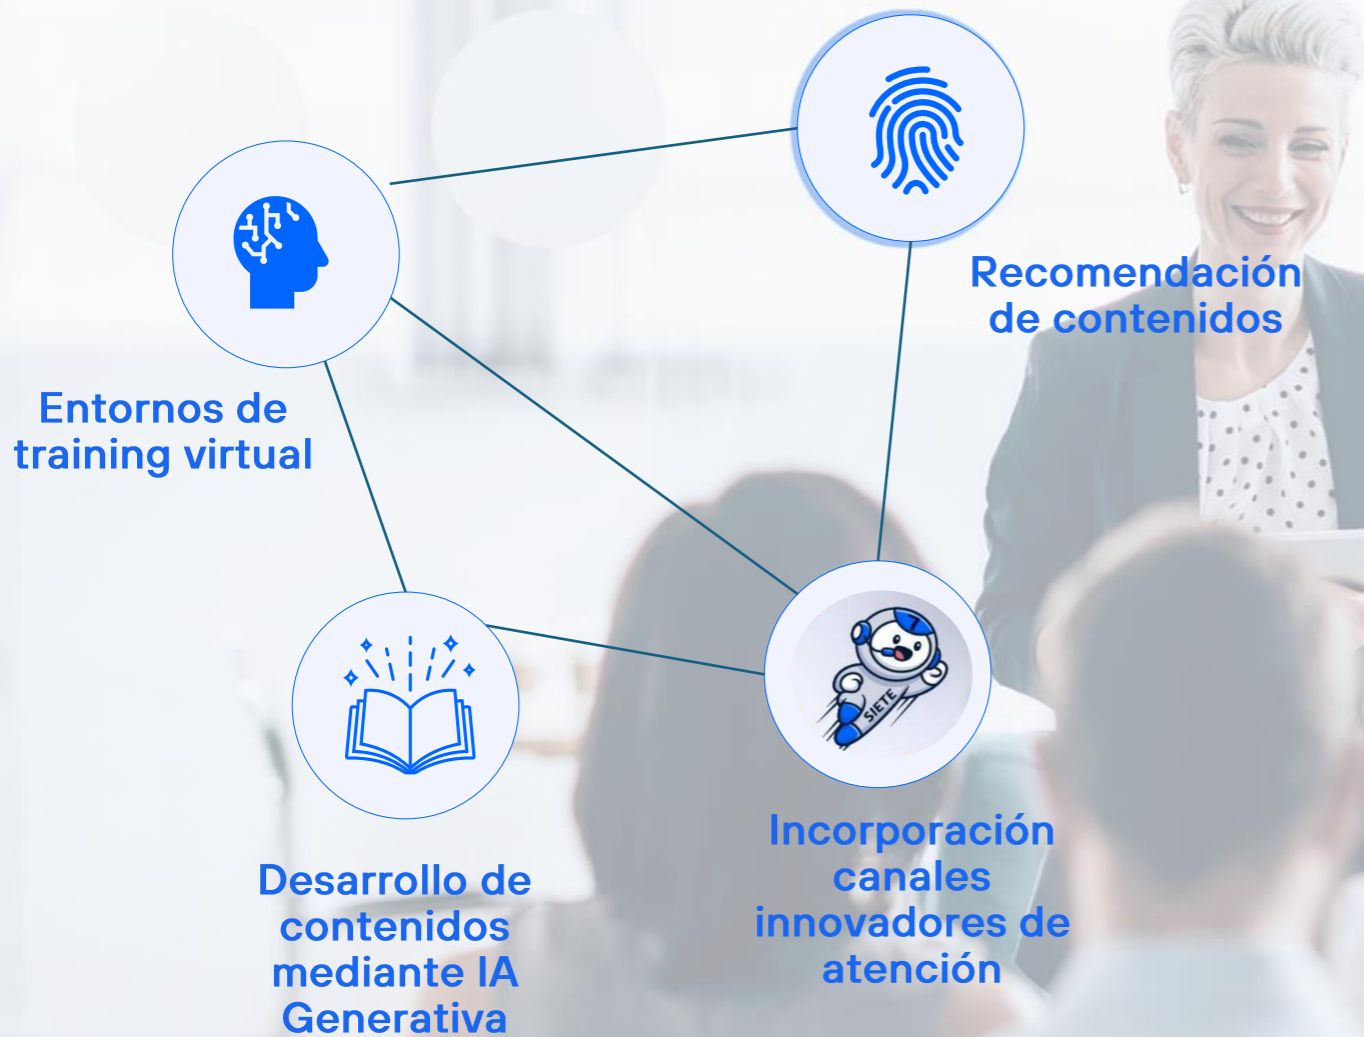 Recomendación
de contenidos
Entornos de
training virtual
7
SIETE
Incorporación
canales
innovadores de
atención
Desarrollo de
contenidos
mediante IA
Generativa